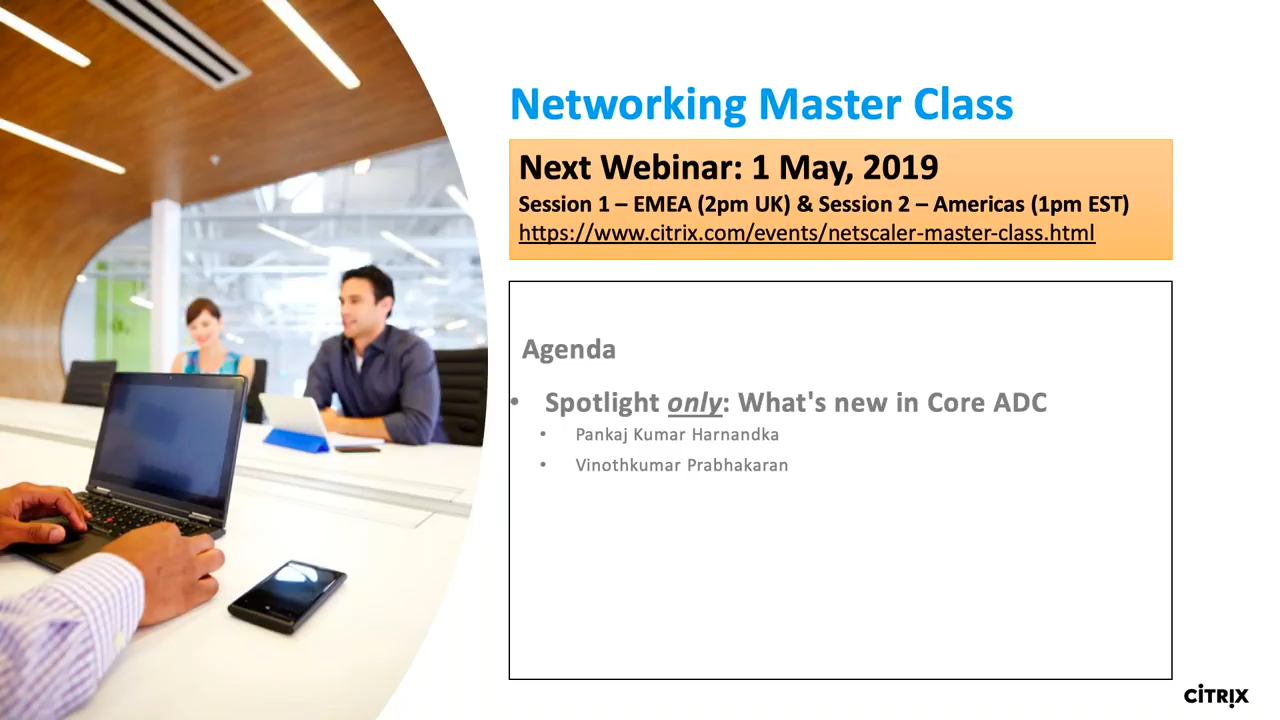 Networking Master Class
Next Webinar: 1 May, 2019
Session 1 – EMEA (2pm UK) & Session 2 – Americas (1pm EST)
https://www.citrix.com/events/netscaler-master-class.html
Agenda
• Spotlight only: What's new in Core ADC
• Pankaj Kumar Harnandka
• Vinothkumar Prabhakaran
CITRIX